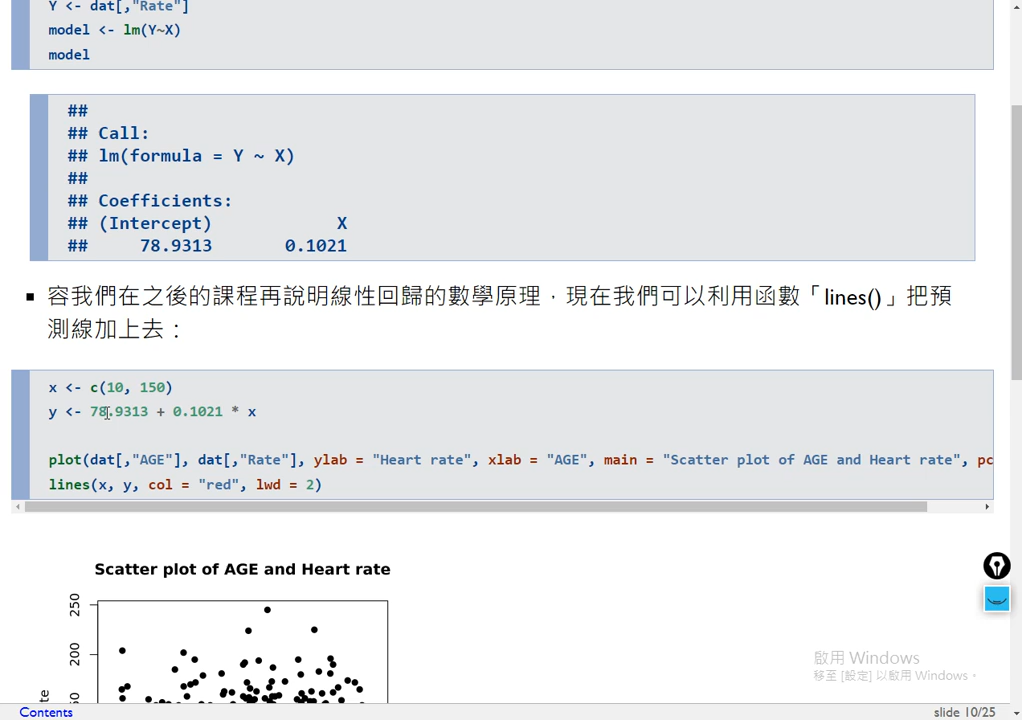 Y <- dat[,"Rate"]
model <- lm(Y~X)
model
##
## Call:
## lm(formula = Y ~ X)
##
## Coefficients:
## (Intercept)            X
##     78.9313       0.1021
容我們在之後的課程再說明線性回歸的數學原理，現在我們可以利用函數「lines()」把預
測線加上去：
x <- c(10, 150)
y <- 78.9313 + 0.1021 * x
plot(dat[,"AGE"], dat[,"Rate"], ylab = "Heart rate", xlab = "AGE", main = "Scatter plot of AGE and Heart rate", pc
lines(x, y, col = "red", lwd = 2)
Scatter plot of AGE and Heart rate
250
200
啟用 Windows
移至 [設定] 以啟用 Windows。
Contents
slide 10/25